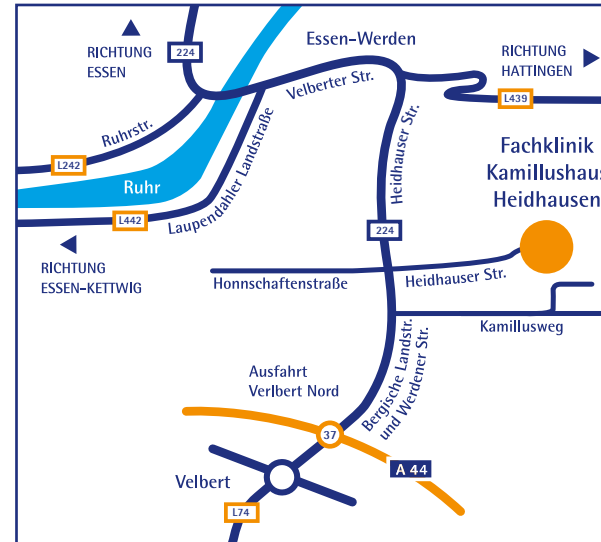 RICHTUNG
ESSEN
224
Essen-Werden
RICHTUNG
HATTINGEN
Velberter Str.
L439
Ruhrstr.
L242
Ruhr
Laupendahler Landstraße
L442
Heidhauser Str.
Fachklinik
Kamillushaus
Heidhausen
224
RICHTUNG
ESSEN-KETTWIG
Honnschaftenstraße
Heidhauser Str.
Kamillusweg
Bergische Landstr.
und Werdener Str.
Ausfahrt
Verlbert Nord
37
A 44
Velbert
L74